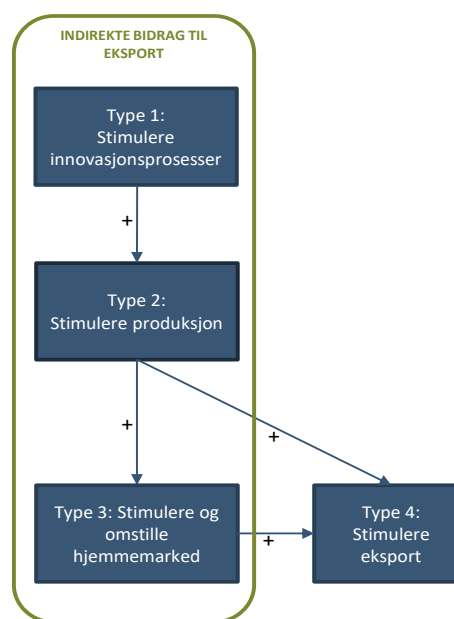 INDIREKTE BIDRAG TIL
EKSPORT
Type 1:
Stimulere
innovasjonsprosesser
+
Type 2:
Stimulere produksjon
+
+
Type 3: Stimulere og
omstille
hjemmemarked
+
Type 4:
Stimulere
eksport